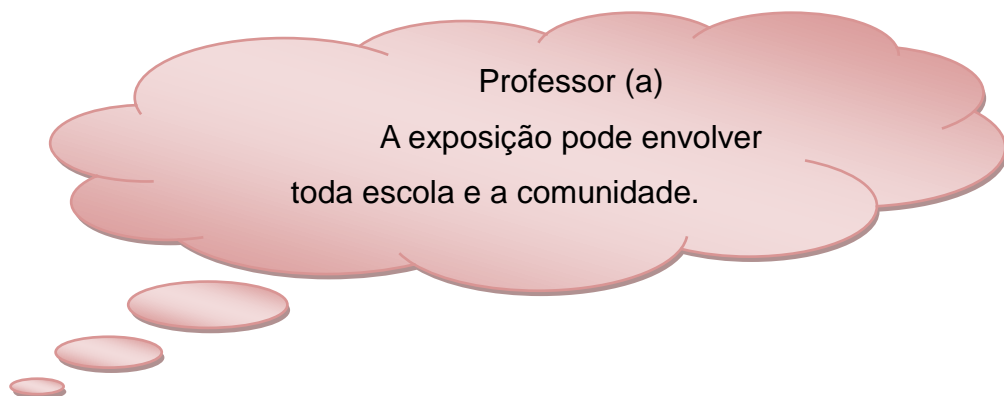 Professor (a)
A exposição pode envolver
toda escola e a comunidade.